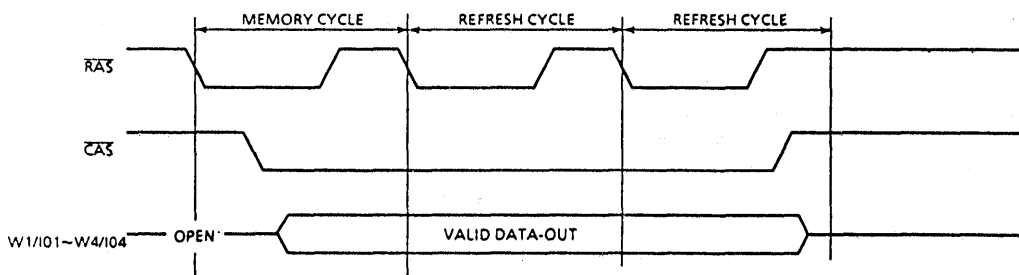 MEMORY CYCLE REFRESH CYCLE REFRESH CYCLE
RAS
CAS
W1/IO1~W4/IO4 OPEN VALID DATA-OUT